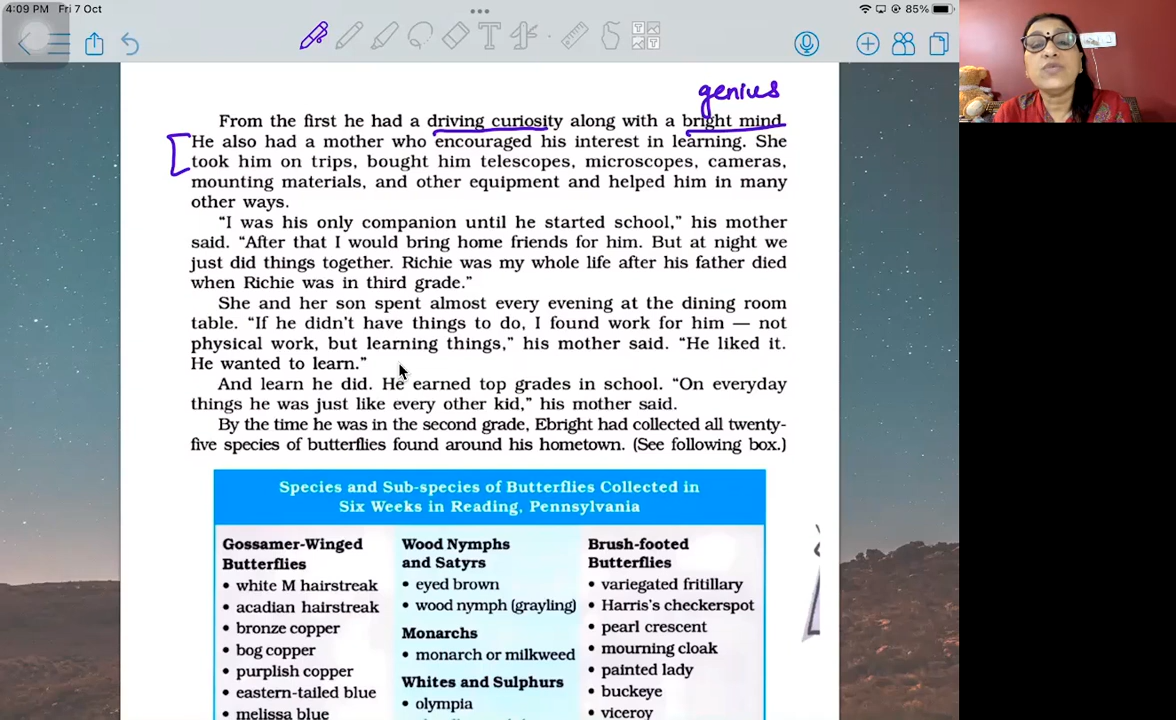 4:09 PM Fri 7 Oct
85%
genius
From the first he had a driving curiosity along with a bright mind.
He also had a mother who encouraged his interest in learning. She
took him on trips, bought him telescopes, microscopes, cameras,
mounting materials, and other equipment and helped him in many
other ways.
“I was his only companion until he started school,” his mother
said. “After that I would bring home friends for him. But at night we
just did things together. Richie was my whole life after his father died
when Richie was in third grade.”
She and her son spent almost every evening at the dining room
table. “If he didn’t have things to do, I found work for him — not
physical work, but learning things,” his mother said. “He liked it.
He wanted to learn.”
And learn he did. He earned top grades in school. “On everyday
things he was just like every other kid,” his mother said.
By the time he was in the second grade, Ebright had collected all twenty-
five species of butterflies found around his hometown. (See following box.)
Species and Sub-species of Butterflies Collected in
Six Weeks in Reading, Pennsylvania
Gossamer-Winged
Butterflies
• white M hairstreak
• acadian hairstreak
• bronze copper
• bog copper
• purplish copper
• eastern-tailed blue
• melissa blue
Wood Nymphs
and Satyrs
• eyed brown
• wood nymph (grayling)
Monarchs
• monarch or milkweed
Whites and Sulphurs
• olympia
Brush-footed
Butterflies
• variegated fritillary
• Harris’s checkerspot
• pearl crescent
• mourning cloak
• painted lady
• buckeye
• viceroy